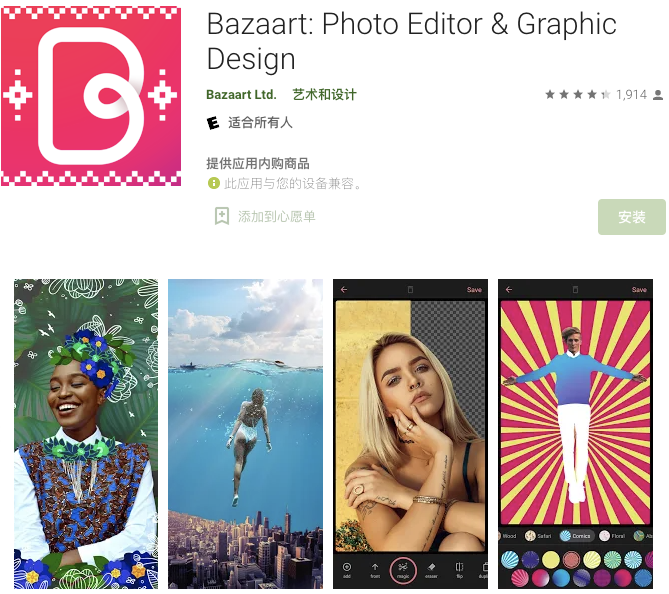 Bazaart: Photo Editor & Graphic
Design
Bazaart Ltd. 艺术和设计
1,914
E 适合所有人
提供应用内购商品
此应用与您的设备兼容。
添加到心愿单
安装
Save
Save
Wood Safari Comics Floral
add front magic eraser flip